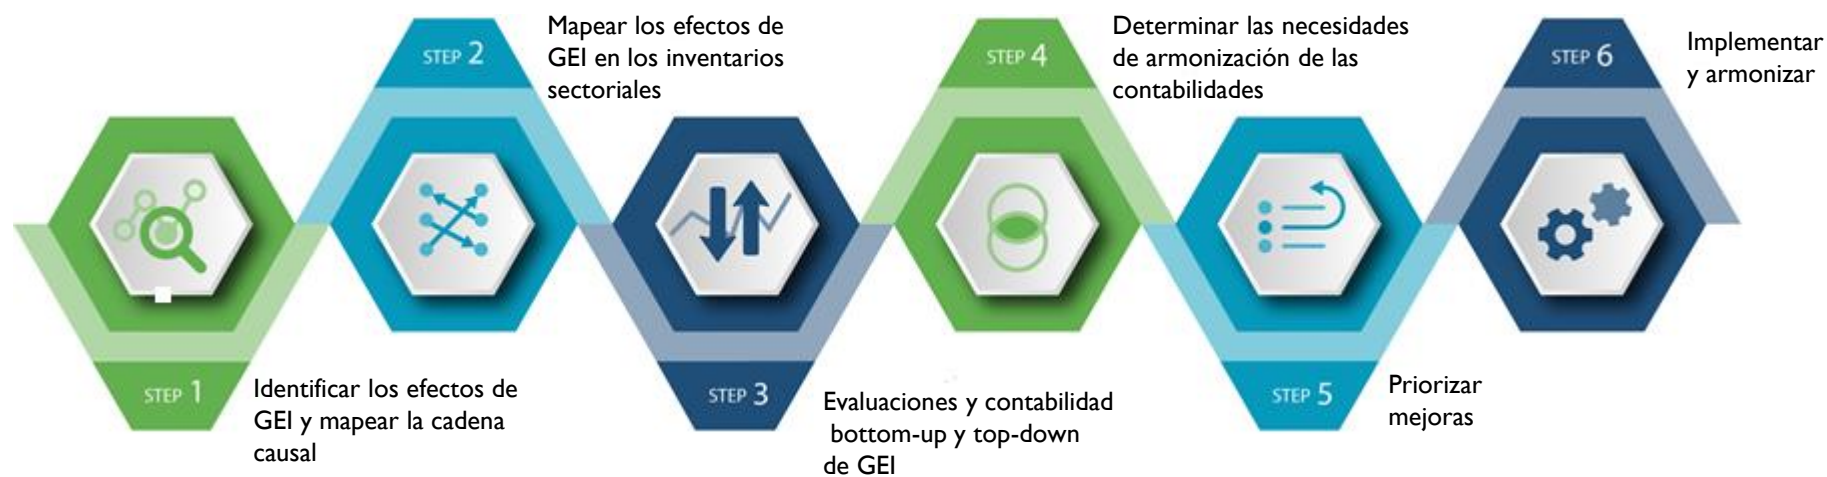 STEP 1
Identificar los efectos de
GEI y mapear la cadena
causal
STEP 2
Mapear los efectos de
GEI en los inventarios
sectoriales
STEP 3
Evaluaciones y contabilidad
bottom-up y top-down
de GEI
STEP 4
Determinar las necesidades
de armonización de las
contabilidades
STEP 5
Priorizar
mejoras
STEP 6
Implementar
y armonizar